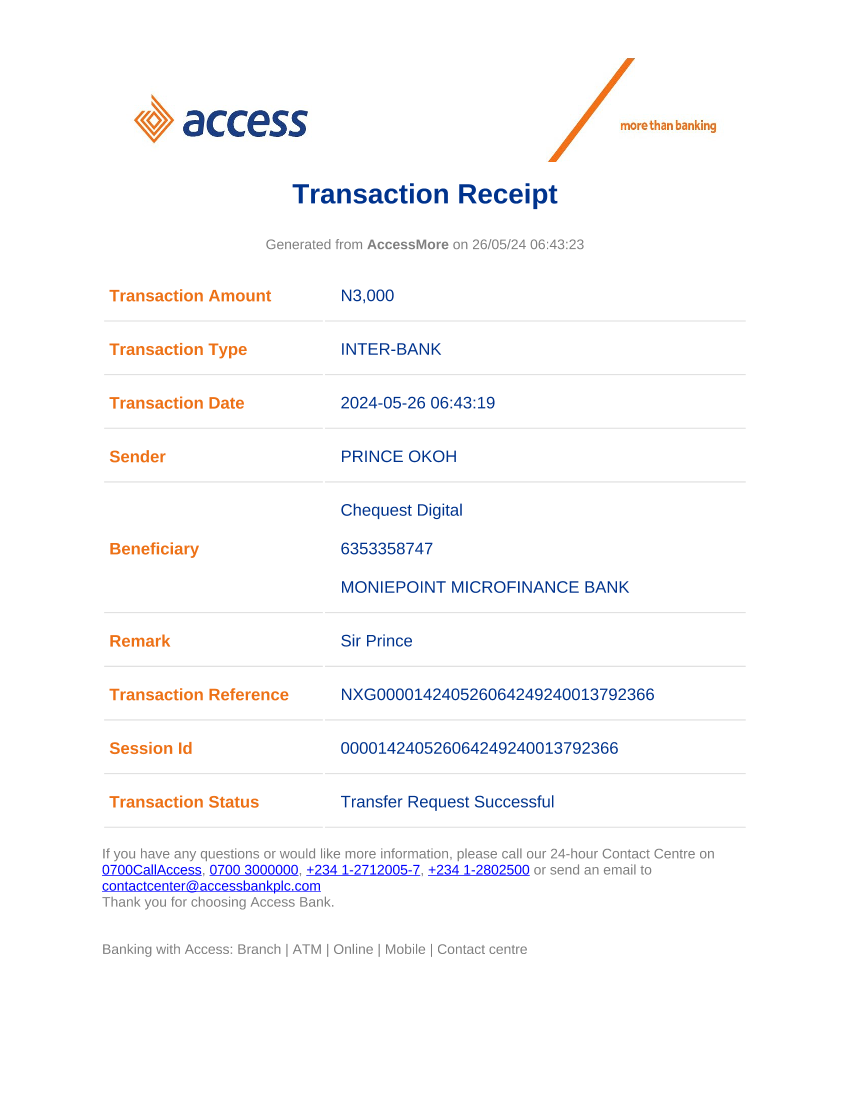 access
more than banking
Transaction Receipt
Generated from AccessMore on 26/05/24 06:43:23
Transaction Amount N3,000
Transaction Type INTER-BANK
Transaction Date 2024-05-26 06:43:19
Sender PRINCE OKOH
Chequest Digital
Beneficiary 6353358747
MONIEPOINT MICROFINANCE BANK
Remark Sir Prince
Transaction Reference NXG000014240526064249240013792366
Session Id 000014240526064249240013792366
Transaction Status Transfer Request Successful
If you have any questions or would like more information, please call our 24-hour Contact Centre on
0700CallAccess, 0700 3000000, +234 1-2712005-7, +234 1-2802500 or send an email to
contactcenter@accessbankplc.com
Thank you for choosing Access Bank.
Banking with Access: Branch | ATM | Online | Mobile | Contact centre